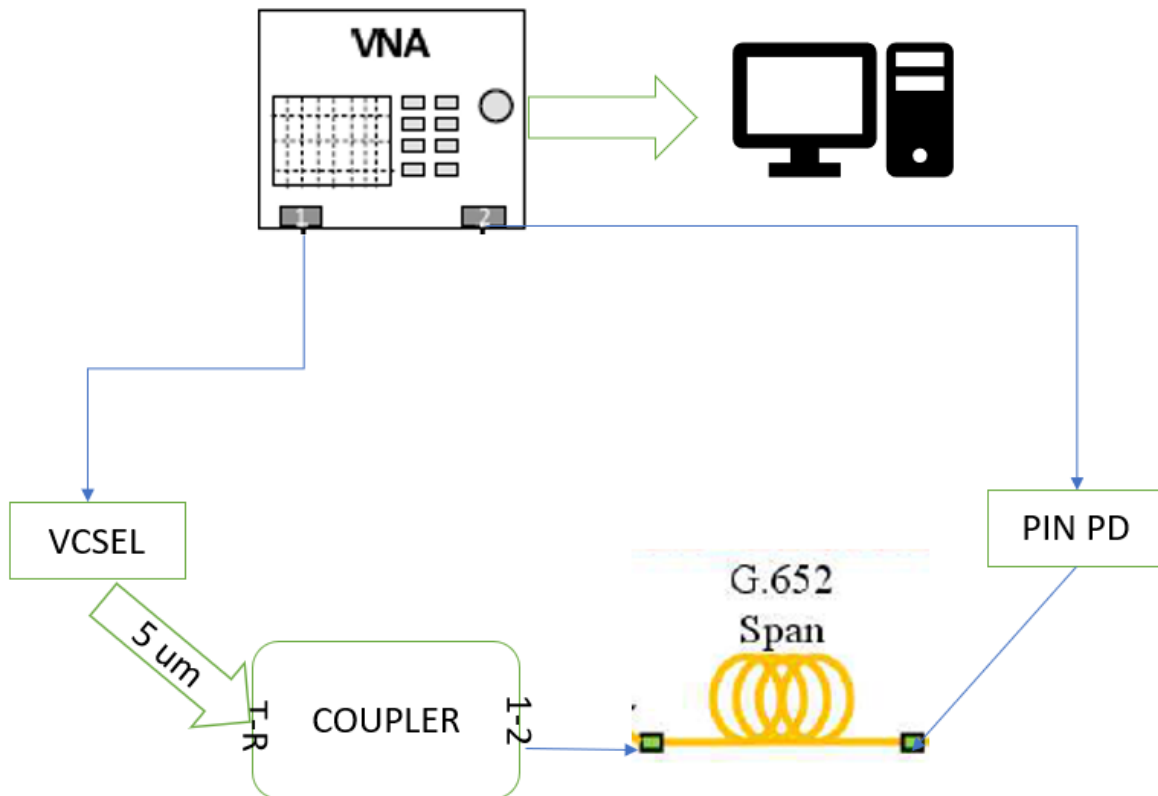 VNA
1
2
VCSEL
PIN PD
5 um
G.652
Span
T-R
COUPLER
1-2